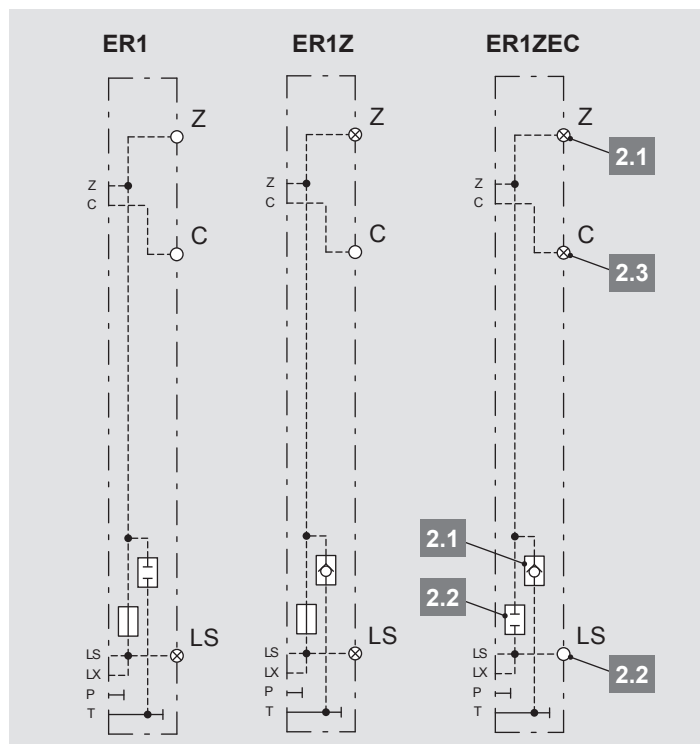 ER1 ER1Z ER1ZEC
Z Z Z
2.1
Z Z Z
C C C
C C C
2.3
2.1
2.2
LS LS LS
LS LS LS
2.2
LX LX LX
P P P
T T T